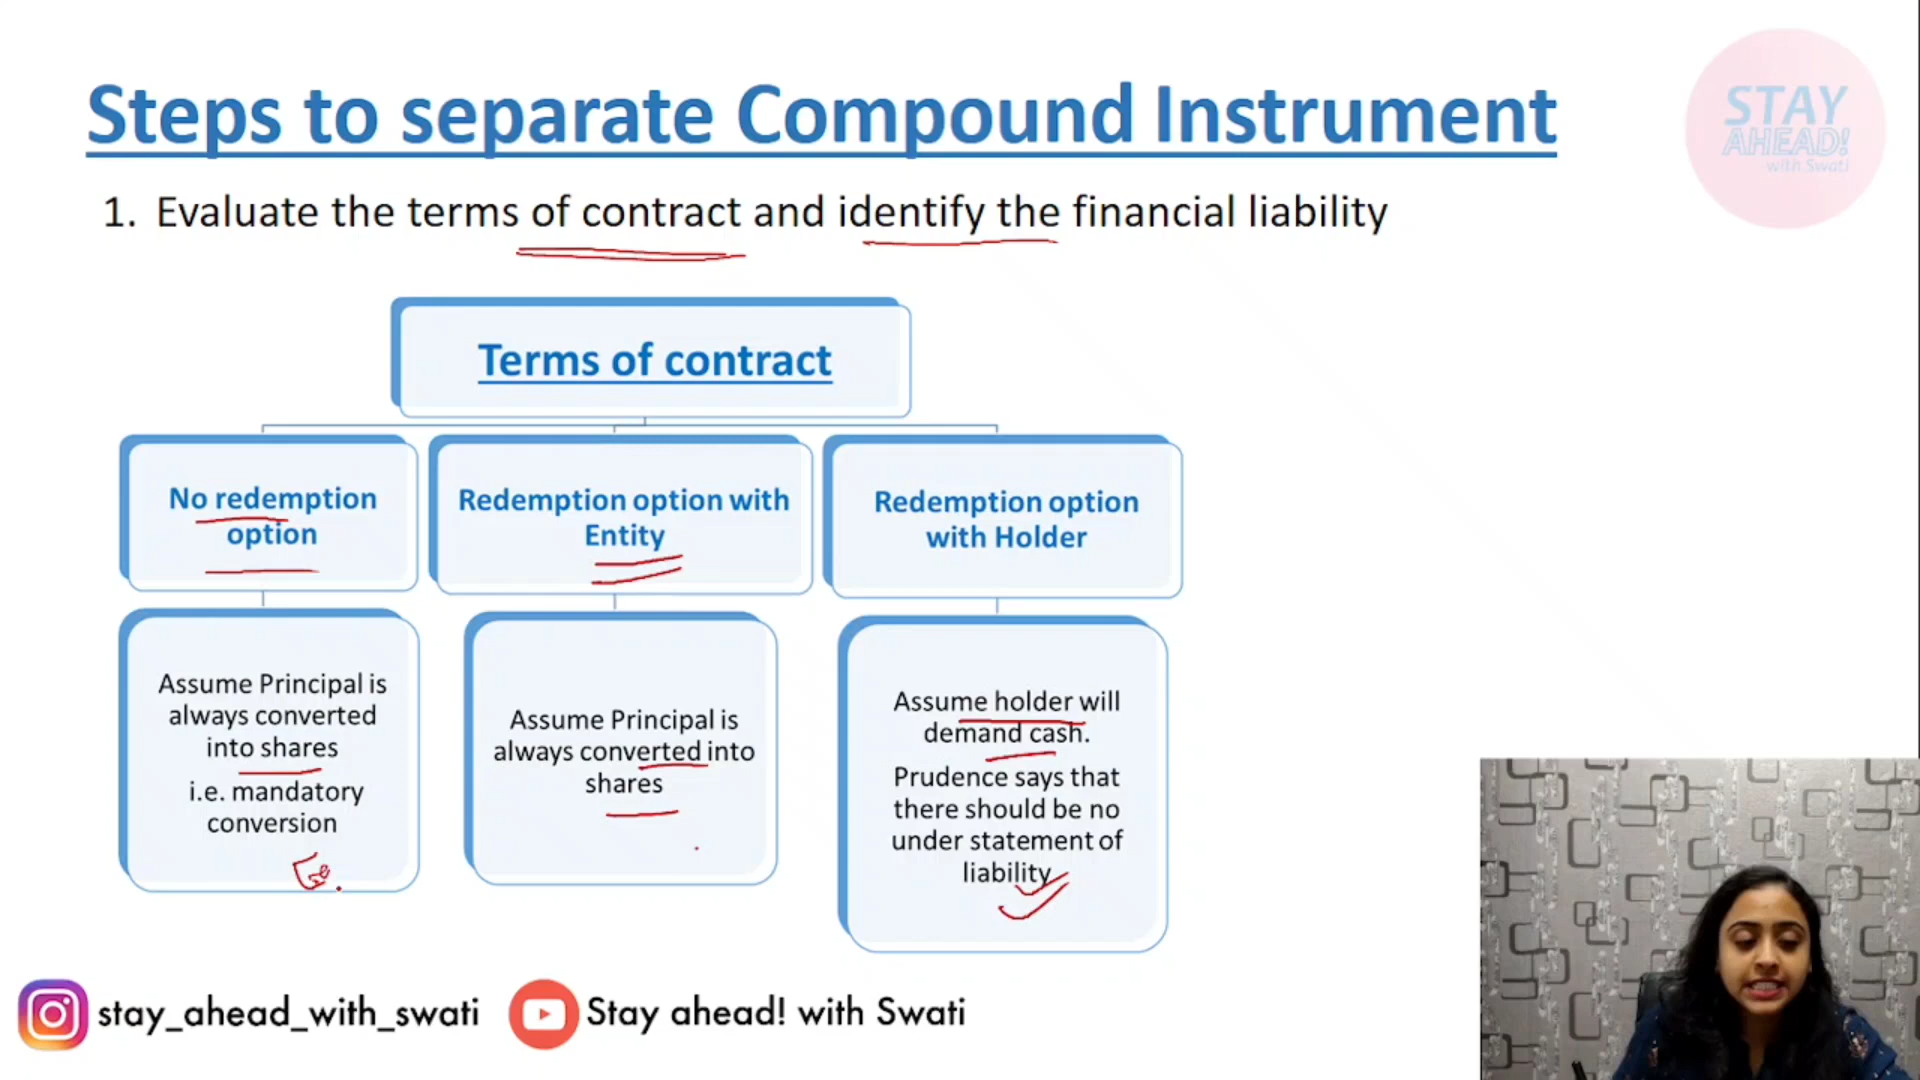 Steps to separate Compound Instrument
STAY
AHEAD!
with Swati
1. Evaluate the terms of contract and identify the financial liability
Terms of contract
No redemption
option
Redemption option with
Entity
Redemption option
with Holder
Assume Principal is
always converted
into shares
i.e. mandatory
conversion
Assume Principal is
always converted into
shares
Assume holder will
demand cash.
Prudence says that
there should be no
under statement of
liability
stay_ahead_with_swati
Stay ahead! with Swati